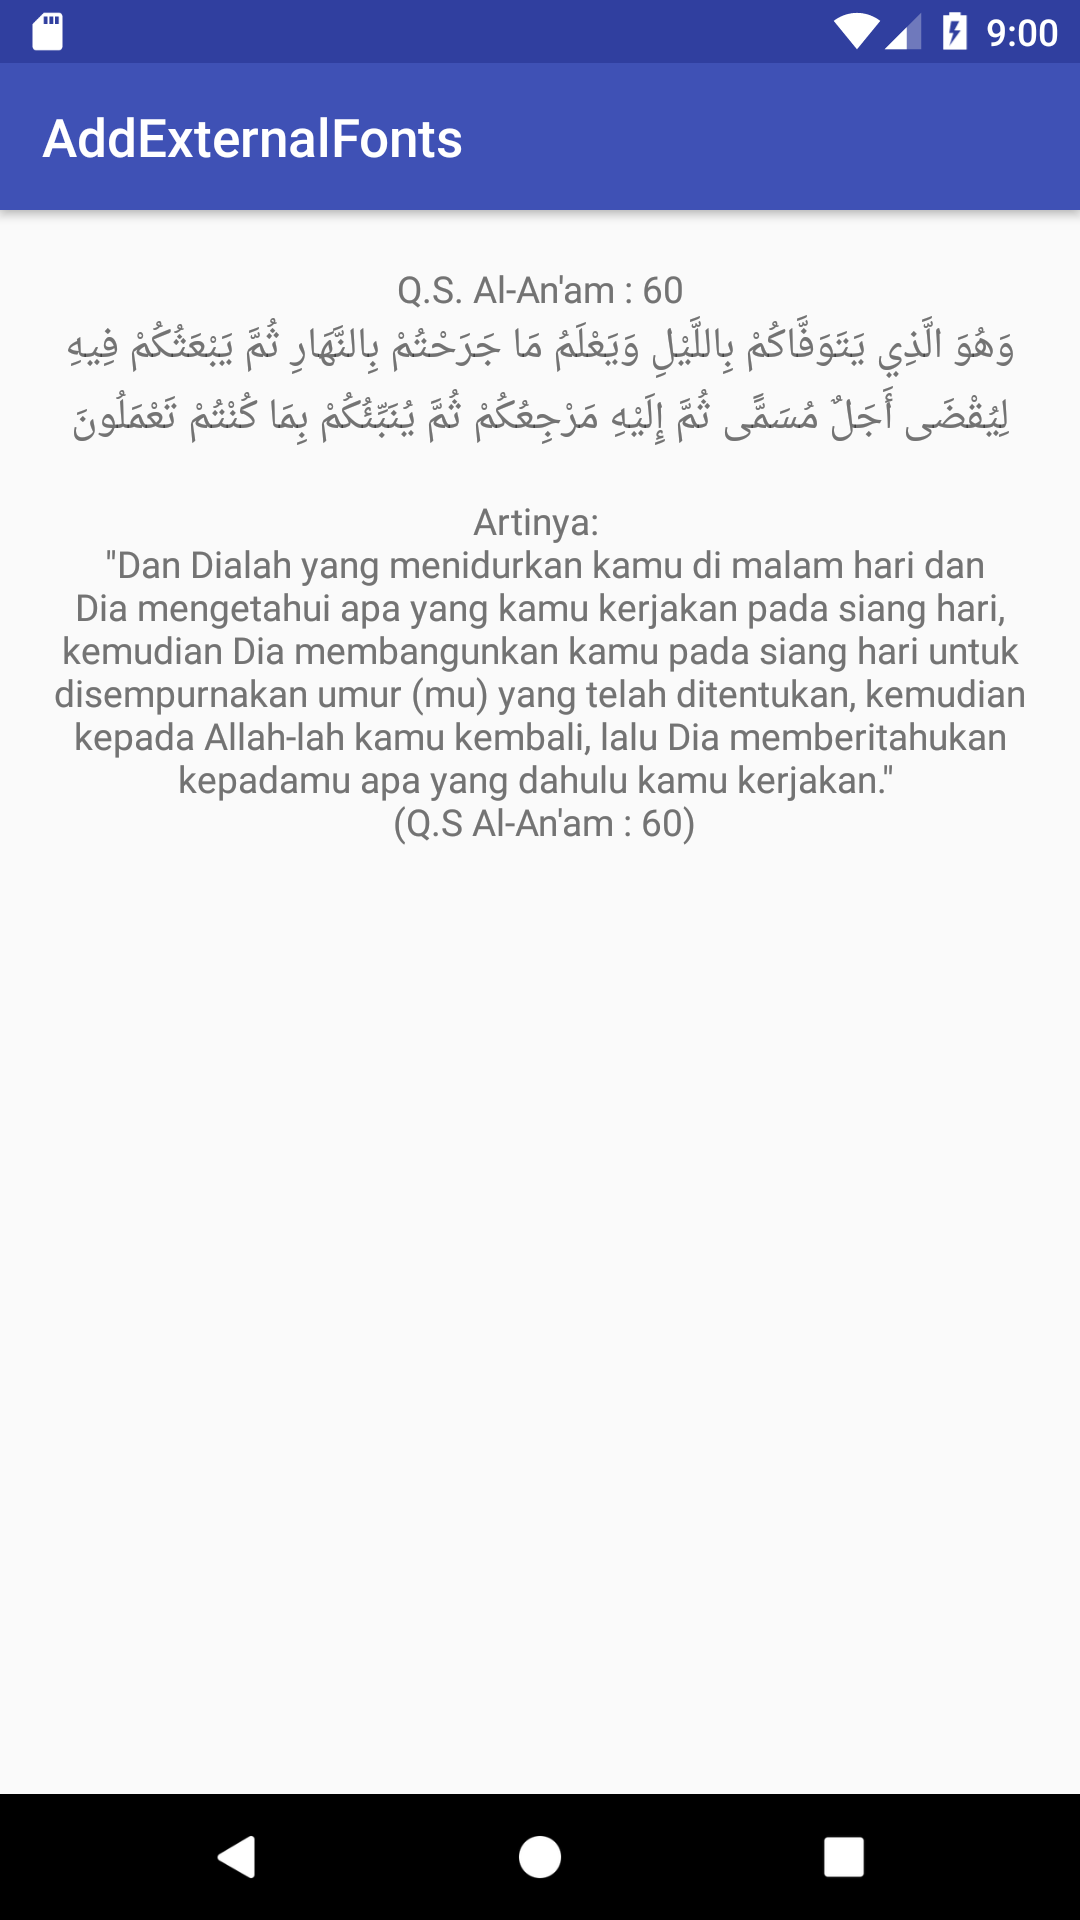 9:00
AddExternalFonts
Q.S. Al-An'am : 60
وَهُوَ الَّذِي يَتَوَفَّاكُمْ بِاللَّيْلِ وَيَعْلَمُ مَا جَرَحْتُمْ بِالنَّهَارِ ثُمَّ يَبْعَثُكُمْ فِيهِ
لِيُقْضَى أَجَلٌ مُسَمًّى ثُمَّ إِلَيْهِ مَرْجِعُكُمْ ثُمَّ يُنَبِّئُكُمْ بِمَا كُنْتُمْ تَعْمَلُونَ
Artinya:
"Dan Dialah yang menidurkan kamu di malam hari dan
Dia mengetahui apa yang kamu kerjakan pada siang hari,
kemudian Dia membangunkan kamu pada siang hari untuk
disempurnakan umur (mu) yang telah ditentukan, kemudian
kepada Allah-lah kamu kembali, lalu Dia memberitahukan
kepadamu apa yang dahulu kamu kerjakan."
(Q.S Al-An'am : 60)